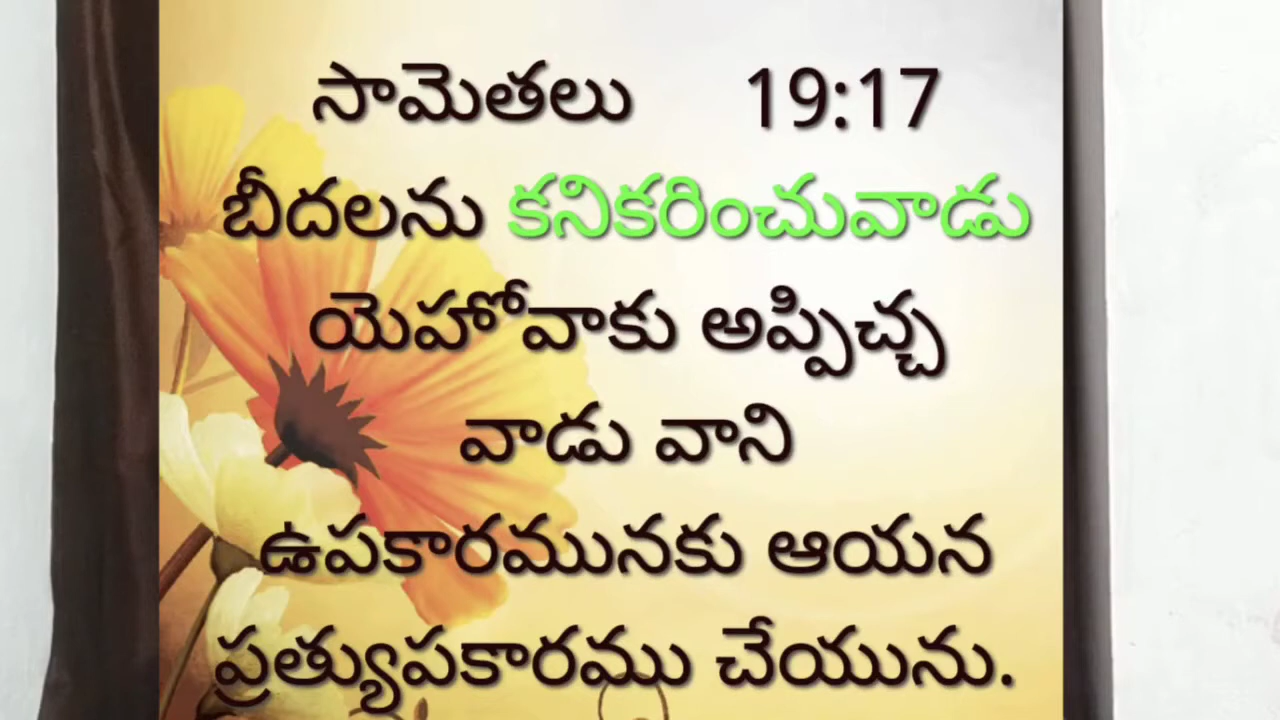 సామెతలు 19:17
బీదలను కనికరించువాడు
యెహోవాకు అప్పిచ్చ
వాడు వాని
ఉపకారమునకు ఆయన
ప్రత్యుపకారము చేయును.